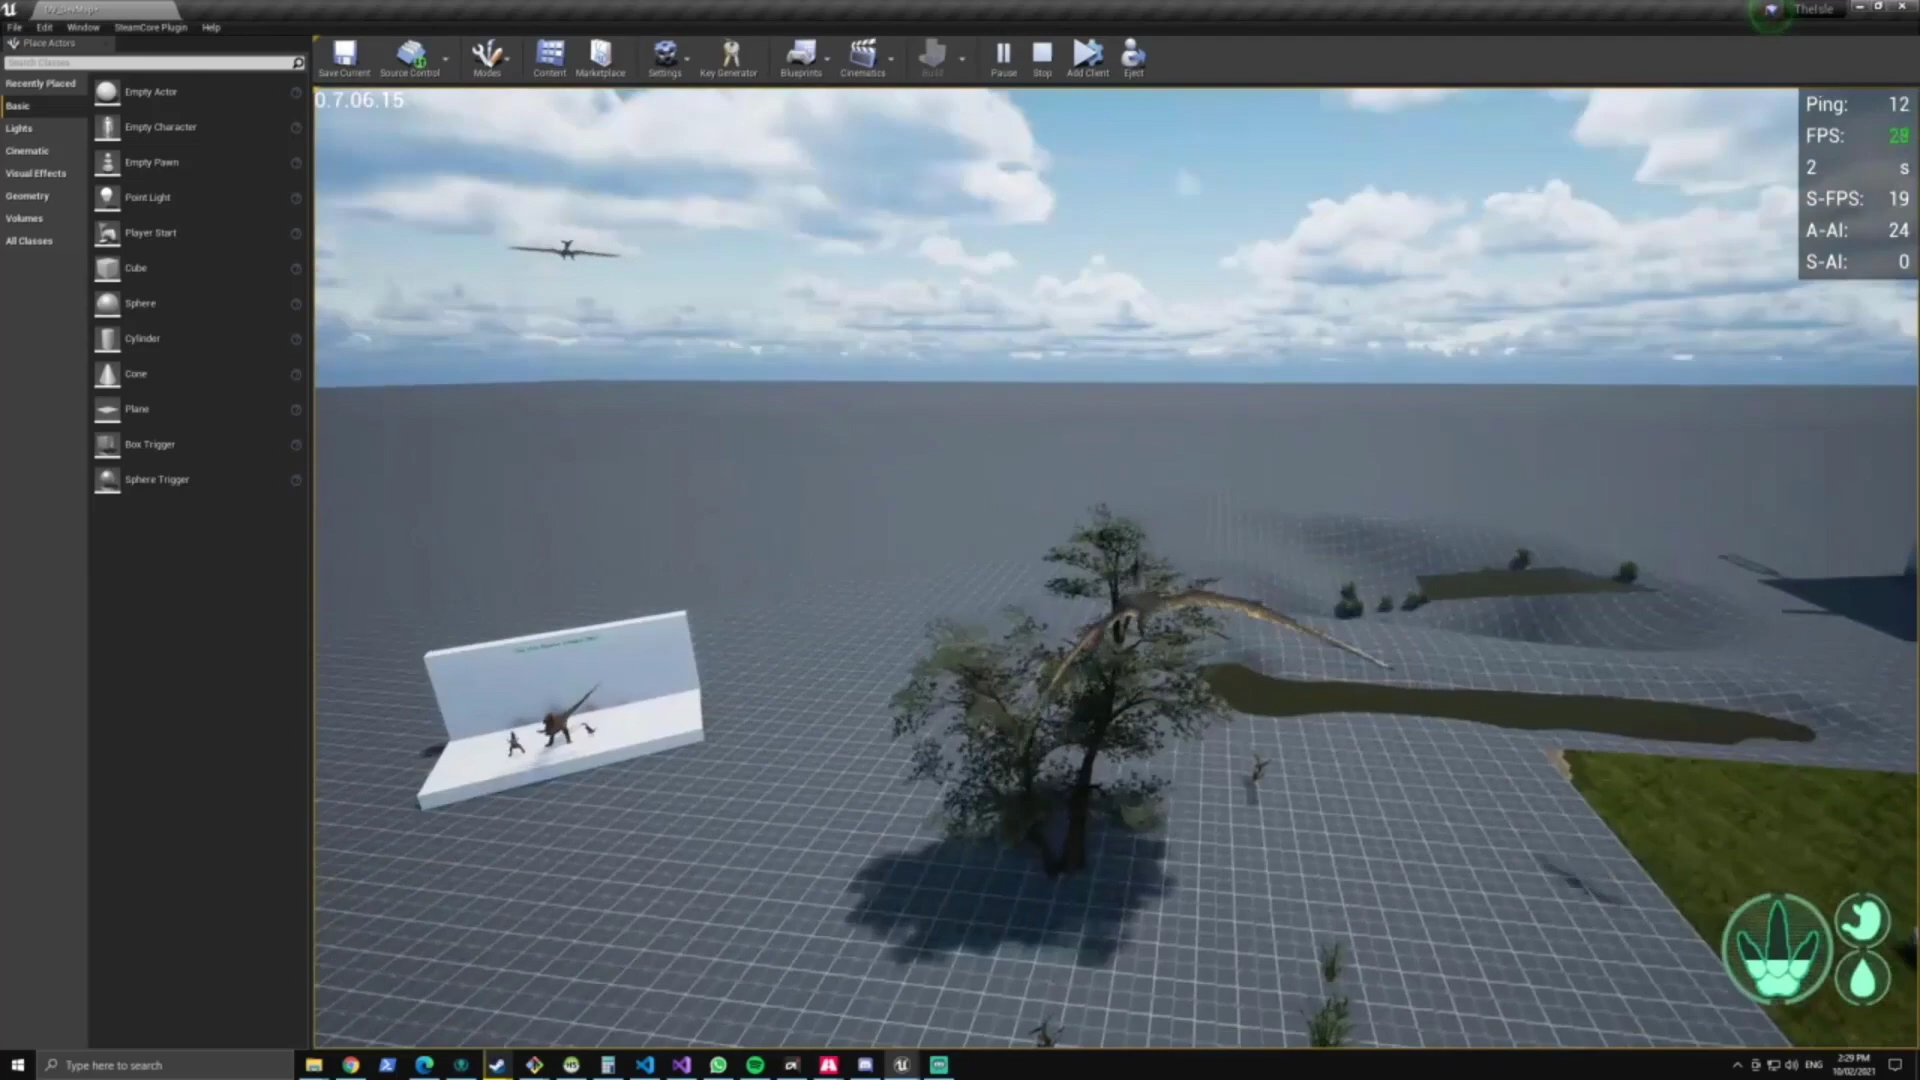 TheIsle
File Edit Window SteamCore Plugin Help
Place Actors
Search Classes
Recently Placed
Basic
Lights
Cinematic
Visual Effects
Geometry
Volumes
All Classes
Empty Actor
Empty Character
Empty Pawn
Point Light
Player Start
Cube
Sphere
Cylinder
Cone
Plane
Box Trigger
Sphere Trigger
Save Current
Source Control
Modes
Content
Marketplace
Settings
Key Generator
Blueprints
Cinematics
Build
Pause
Stop
Add Client
Eject
0.7.06.15
Ping: 12
FPS: 28
2 s
S-FPS: 19
A-AI: 24
S-AI: 0
Type here to search
ENG
2:29 PM
10/02/2021